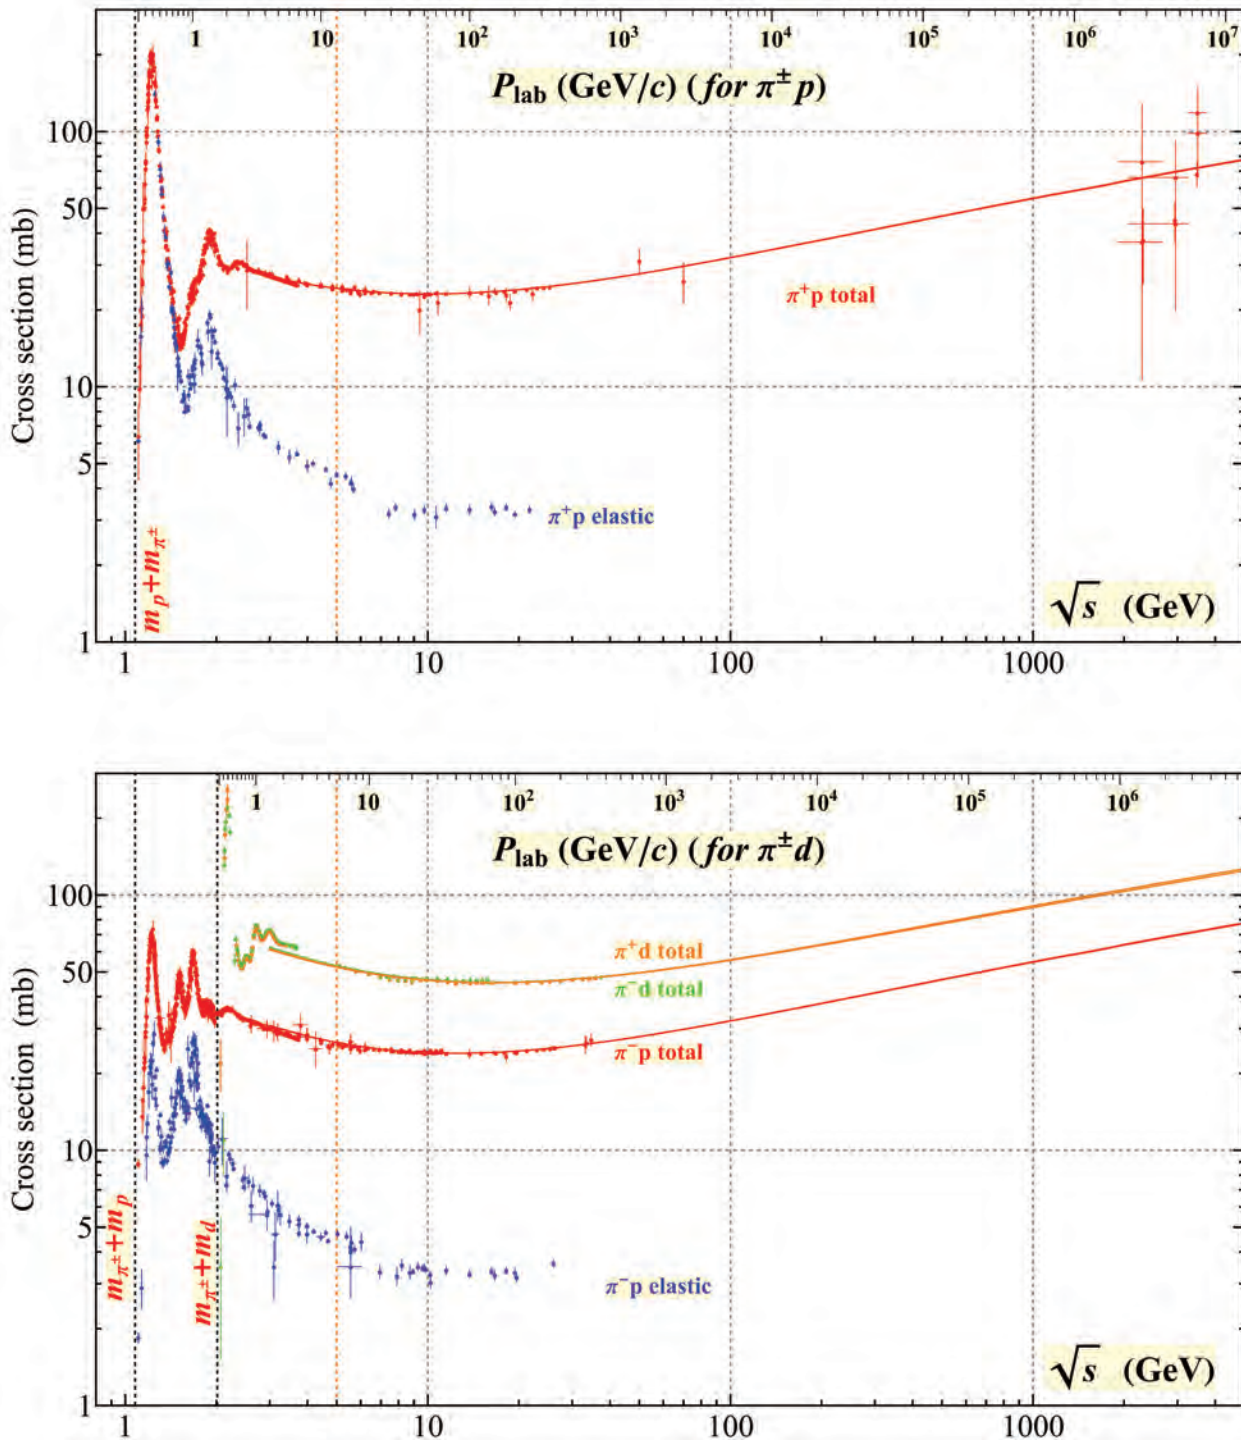 1 10 10² 10³ 10⁴ 10⁵ 10⁶ 10⁷
P_lab (GeV/c) (for π±p)
100
50
10
5
1
Cross section (mb)
π⁺p total
π⁺p elastic
m_p+m_π±
√s (GeV)
1 10 100 1000
1 10 10² 10³ 10⁴ 10⁵ 10⁶
P_lab (GeV/c) (for π±d)
100
50
10
5
1
Cross section (mb)
π⁺d total
π⁻d total
π⁻p total
π⁻p elastic
m_π±+m_p
m_π±+m_d
√s (GeV)
1 10 100 1000